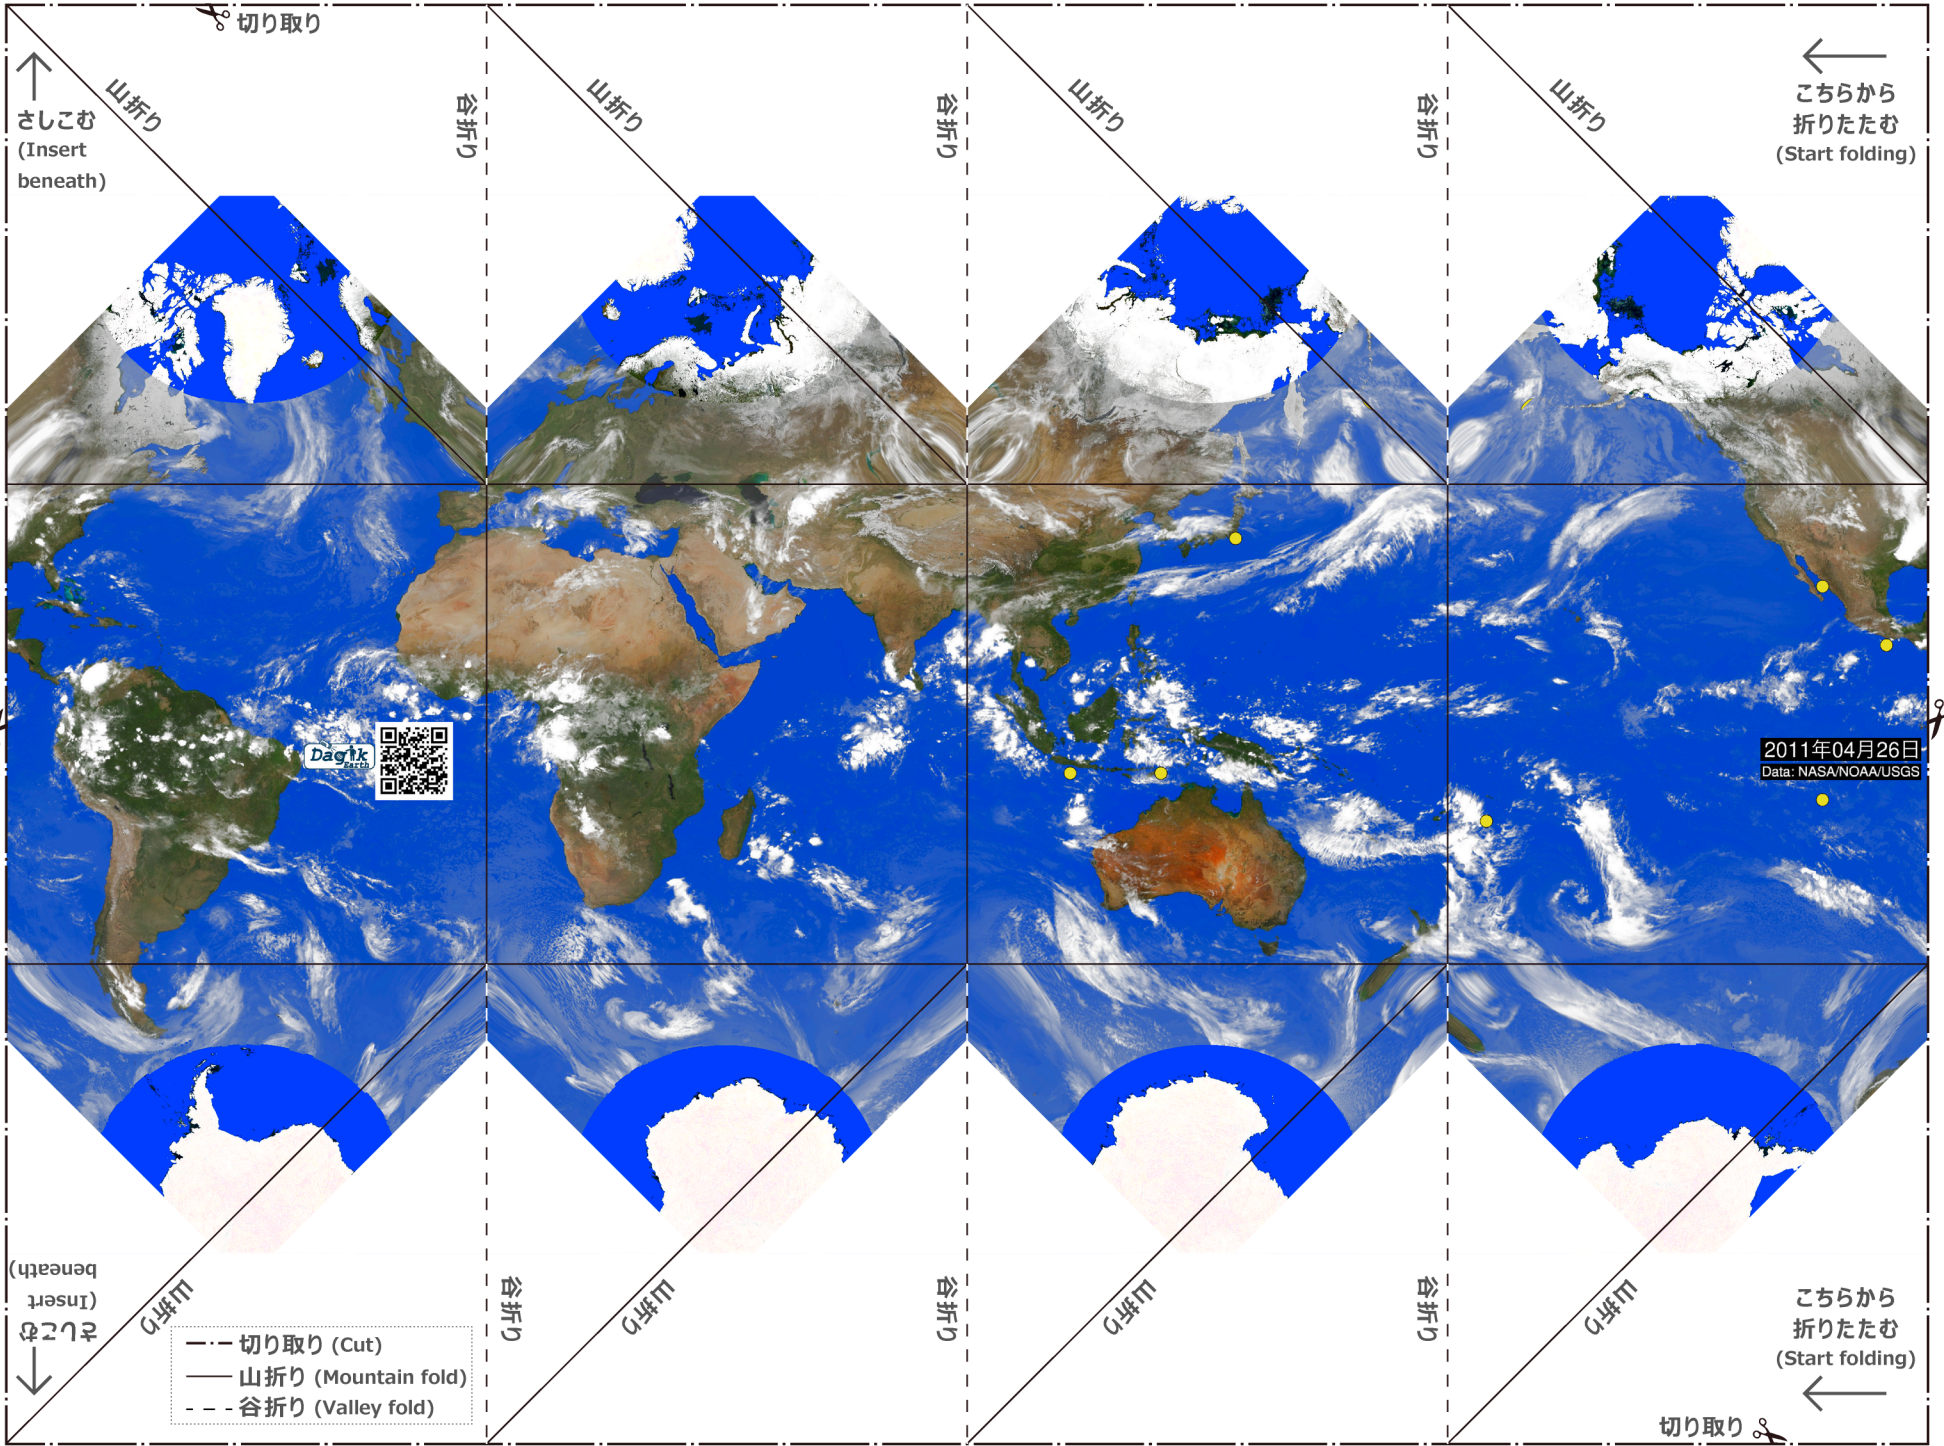 切り取り
さしこむ
(Insert
beneath)
山折り
谷折り
山折り
谷折り
山折り
谷折り
山折り
こちらから
折りたたむ
(Start folding)
Dagik
Earth
2011年04月26日
Data: NASA/NOAA/USGS
さしこむ
(Insert
beneath)
山折り
谷折り
山折り
谷折り
山折り
谷折り
山折り
こちらから
折りたたむ
(Start folding)
切り取り (Cut)
山折り (Mountain fold)
谷折り (Valley fold)
切り取り